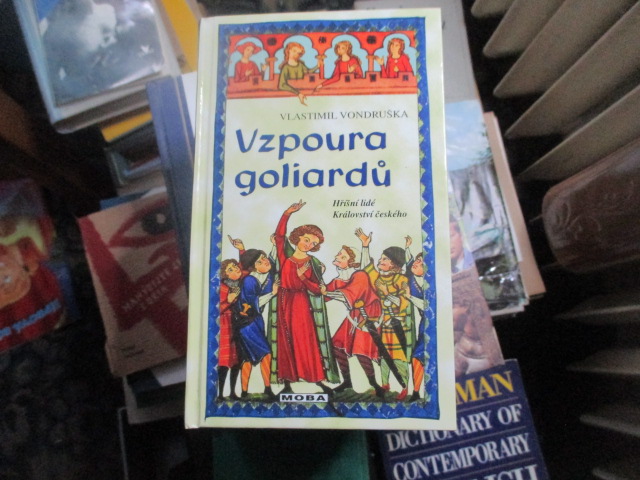 VLASTIMIL VONDRUŠKA
Vzpoura
goliardů
Hříšní lidé
Království českého
MOBA
MAN
DICTIONARY OF
CONTEMPORARY